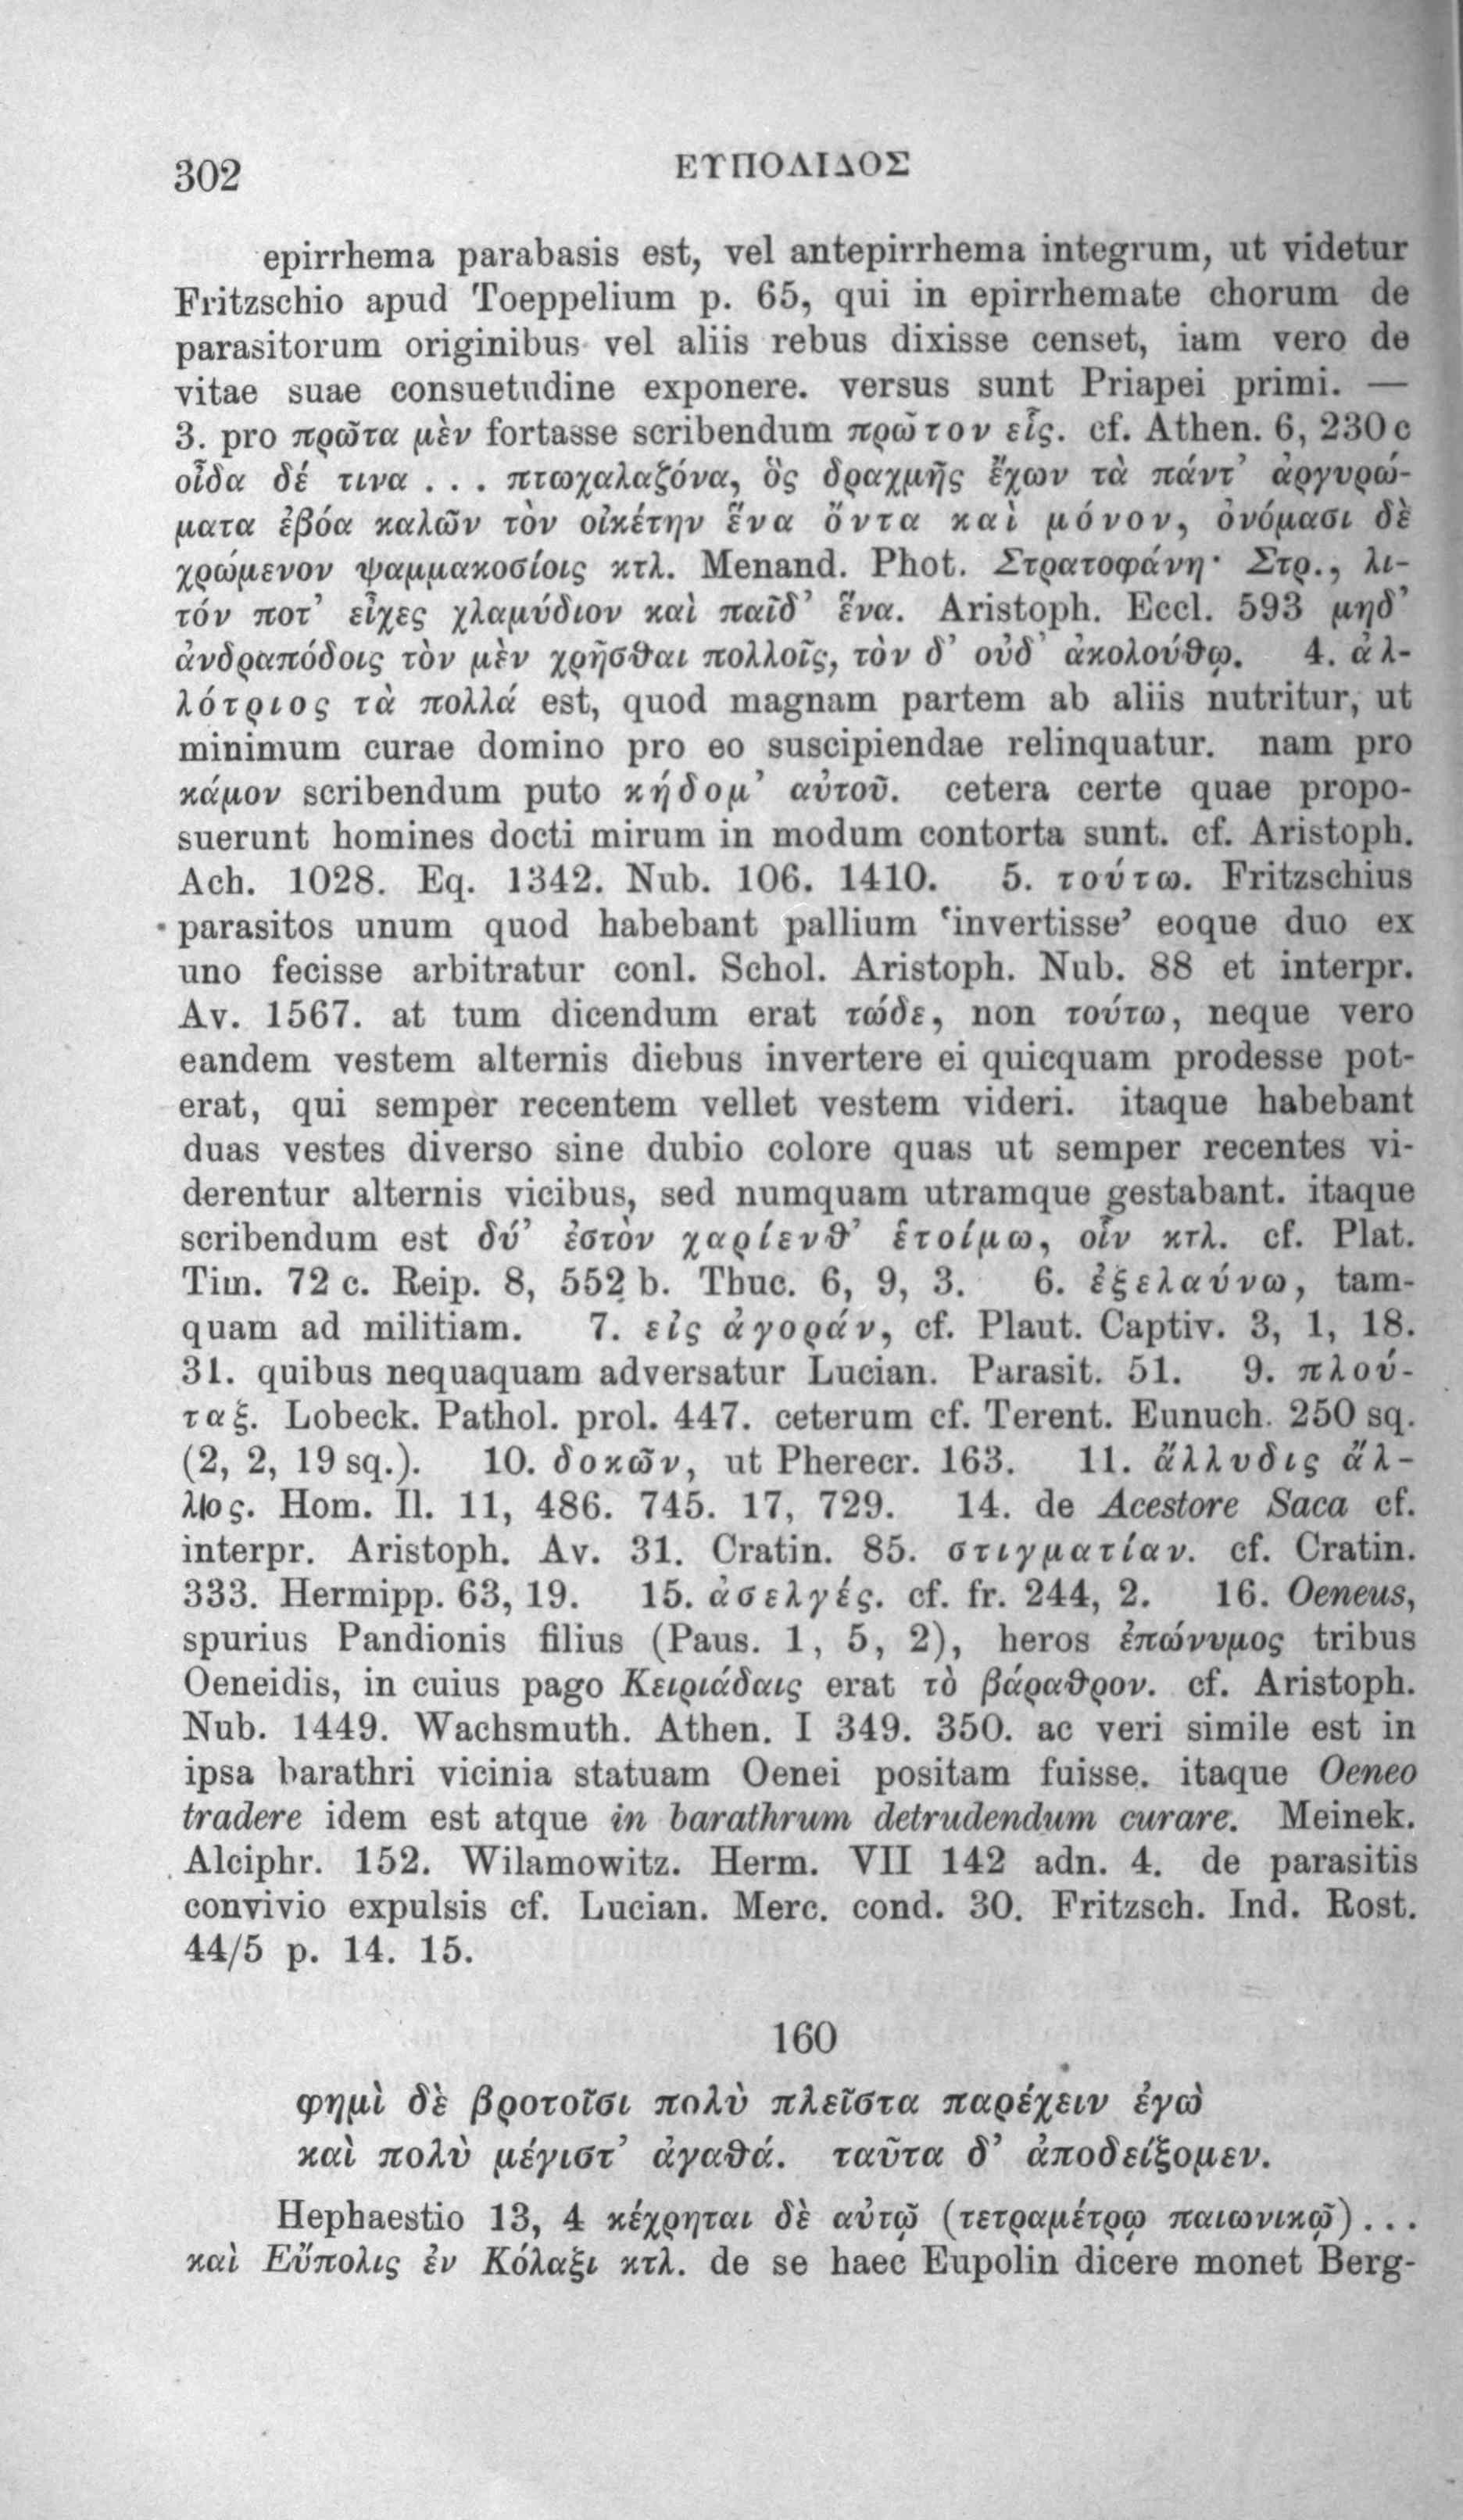 302
ΕΥΠΟΛΙΔΟΣ
epirrhema parabasis est, vel antepirrhema integrum, ut videtur
Fritzschio apud Toeppelium p. 65, qui in epirrhemate chorum de
parasitorum originibus vel aliis rebus dixisse censet, iam vero de
vitae suae consuetudine exponere. versus sunt Priapei primi. —
3. pro πρῶτα μὲν fortasse scribendum πρῶτον εἷς. cf. Athen. 6, 230 c
οἶδα δέ τινα . . . πτωχαλαζόνα, ὃς δραχμῆς ἔχων τὰ πάντ’ ἀργυρώ-
ματα ἐβόα καλῶν τὸν οἰκέτην ἕνα ὄντα καὶ μόνον, ὀνόμασι δὲ
χρώμενον ψαμμακοσίοις κτλ. Menand. Phot. Στρατοφάνη· Στρ., λι-
τόν ποτ’ εἶχες χλαμύδιον καὶ παῖδ’ ἕνα. Aristoph. Eccl. 593 μηδ’
ἀνδραπόδοις τὸν μὲν χρῆσθαι πολλοῖς, τὸν δ’ οὐδ’ ἀκολούθῳ. 4. ἀλ-
λότριος τὰ πολλά est, quod magnam partem ab aliis nutritur, ut
minimum curae domino pro eo suscipiendae relinquatur. nam pro
κάμον scribendum puto κήδομ’ αὐτοῦ. cetera certe quae propo-
suerunt homines docti mirum in modum contorta sunt. cf. Aristoph.
Ach. 1028. Eq. 1342. Nub. 106. 1410. 5. τούτω. Fritzschius
parasitos unum quod habebant pallium ‘invertisse’ eoque duo ex
uno fecisse arbitratur conl. Schol. Aristoph. Nub. 88 et interpr.
Av. 1567. at tum dicendum erat τώδε, non τούτω, neque vero
eandem vestem alternis diebus invertere ei quicquam prodesse pot-
erat, qui semper recentem vellet vestem videri. itaque habebant
duas vestes diverso sine dubio colore quas ut semper recentes vi-
derentur alternis vicibus, sed numquam utramque gestabant. itaque
scribendum est δύ’ ἐστὸν χαρίενθ’ ἑτοίμω, οἷν κτλ. cf. Plat.
Tim. 72 c. Reip. 8, 552 b. Thuc. 6, 9, 3. 6. ἐξελαύνω, tam-
quam ad militiam. 7. εἰς ἀγοράν, cf. Plaut. Captiv. 3, 1, 18.
31. quibus nequaquam adversatur Lucian. Parasit. 51. 9. πλού-
ταξ. Lobeck. Pathol. prol. 447. ceterum cf. Terent. Eunuch. 250 sq.
(2, 2, 19 sq.). 10. δοκῶν, ut Pherecr. 163. 11. ἄλλυδις ἄλ-
λος. Hom. Il. 11, 486. 745. 17, 729. 14. de Acestore Saca cf.
interpr. Aristoph. Av. 31. Cratin. 85. στιγματίαν. cf. Cratin.
333. Hermipp. 63, 19. 15. ἀσελγές. cf. fr. 244, 2. 16. Oeneus,
spurius Pandionis filius (Paus. 1, 5, 2), heros ἐπώνυμος tribus
Oeneidis, in cuius pago Κειριάδαις erat τὸ βάραθρον. cf. Aristoph.
Nub. 1449. Wachsmuth. Athen. I 349. 350. ac veri simile est in
ipsa barathri vicinia statuam Oenei positam fuisse. itaque Oeneo
tradere idem est atque in barathrum detrudendum curare. Meinek.
Alciphr. 152. Wilamowitz. Herm. VII 142 adn. 4. de parasitis
convivio expulsis cf. Lucian. Merc. cond. 30. Fritzsch. Ind. Rost.
44/5 p. 14. 15.
160
φημὶ δὲ βροτοῖσι πολὺ πλεῖστα παρέχειν ἐγὼ
καὶ πολὺ μέγιστ’ ἀγαθά. ταῦτα δ’ ἀποδείξομεν.
Hephaestio 13, 4 κέχρηται δὲ αὐτῷ (τετραμέτρῳ παιωνικῷ) . . .
καὶ Εὔπολις ἐν Κόλαξι κτλ. de se haec Eupolin dicere monet Berg-